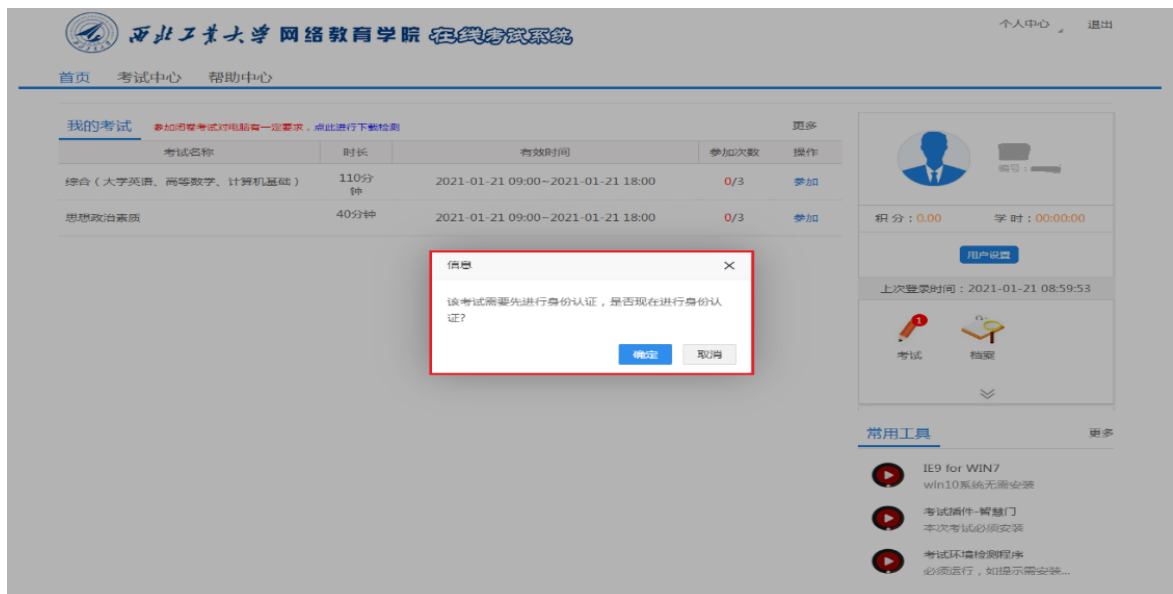 西北工业大学 网络教育学院 在线考试系统
个人中心 退出
首页 考试中心 帮助中心
我的考试 参加闭卷考试对电脑有一定要求，点此进行下载检测 更多
考试名称 时长 有效时间 参加次数 操作
综合（大学英语、高等数学、计算机基础） 110分钟 2021-01-21 09:00~2021-01-21 18:00 0/3 参加
思想政治素质 40分钟 2021-01-21 09:00~2021-01-21 18:00 0/3 参加
信息 ×
该考试需要先进行身份认证，是否现在进行身份认
证?
确定 取消
编号：
积 分：0.00 学 时：00:00:00
用户设置
上次登录时间：2021-01-21 08:59:53
1
考试 档案
常用工具 更多
IE9 for WIN7
win10系统无需安装
考试插件-智慧门
本次考试必须安装
考试环境检测程序
必须运行，如提示需安装...